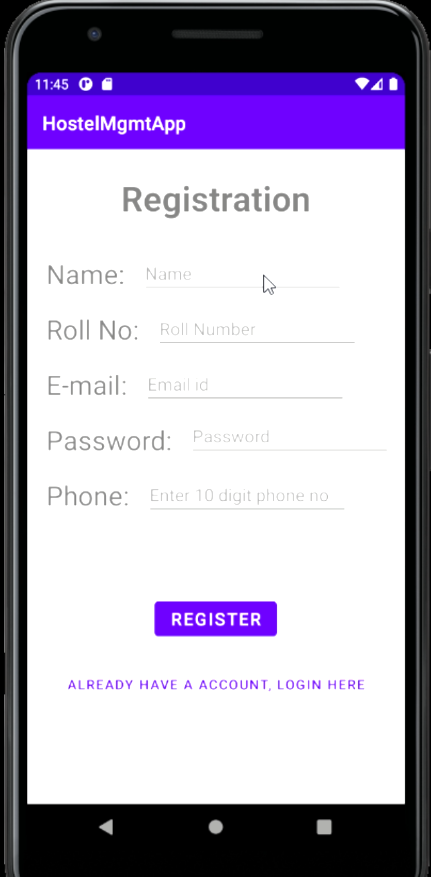 11:45
HostelMgmtApp
Registration
Name: Name
Roll No: Roll Number
E-mail: Email id
Password: Password
Phone: Enter 10 digit phone no
REGISTER
ALREADY HAVE A ACCOUNT, LOGIN HERE